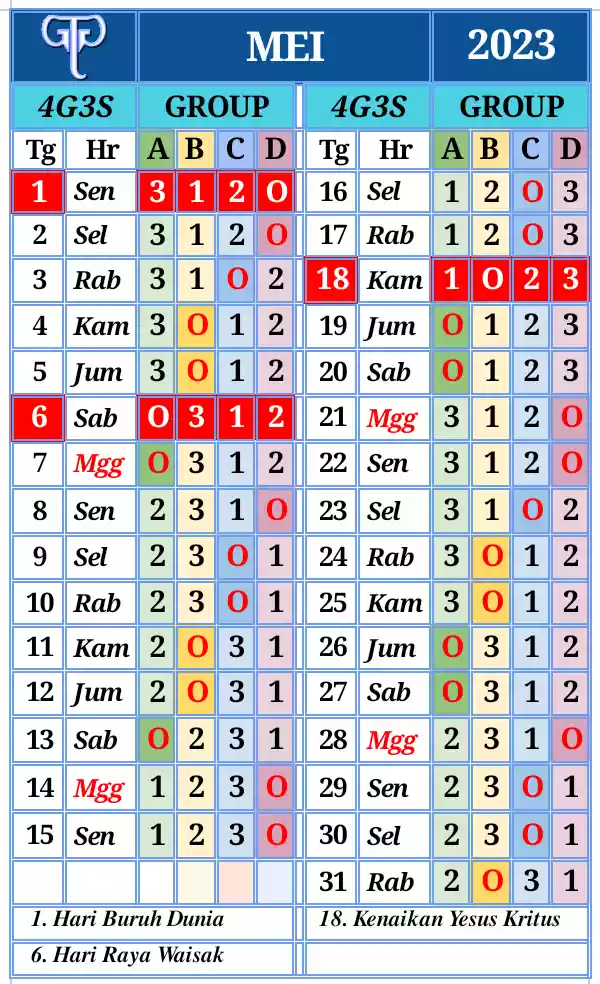 GTP
MEI 2023
4G3S GROUP 4G3S GROUP
Tg Hr A B C D Tg Hr A B C D
1 Sen 3 1 2 O 16 Sel 1 2 O 3
2 Sel 3 1 2 O 17 Rab 1 2 O 3
3 Rab 3 1 O 2 18 Kam 1 O 2 3
4 Kam 3 O 1 2 19 Jum O 1 2 3
5 Jum 3 O 1 2 20 Sab O 1 2 3
6 Sab O 3 1 2 21 Mgg 3 1 2 O
7 Mgg O 3 1 2 22 Sen 3 1 2 O
8 Sen 2 3 1 O 23 Sel 3 1 O 2
9 Sel 2 3 O 1 24 Rab 3 O 1 2
10 Rab 2 3 O 1 25 Kam 3 O 1 2
11 Kam 2 O 3 1 26 Jum O 3 1 2
12 Jum 2 O 3 1 27 Sab O 3 1 2
13 Sab O 2 3 1 28 Mgg 2 3 1 O
14 Mgg 1 2 3 O 29 Sen 2 3 O 1
15 Sen 1 2 3 O 30 Sel 2 3 O 1
31 Rab 2 O 3 1
1. Hari Buruh Dunia 18. Kenaikan Yesus Kritus
6. Hari Raya Waisak